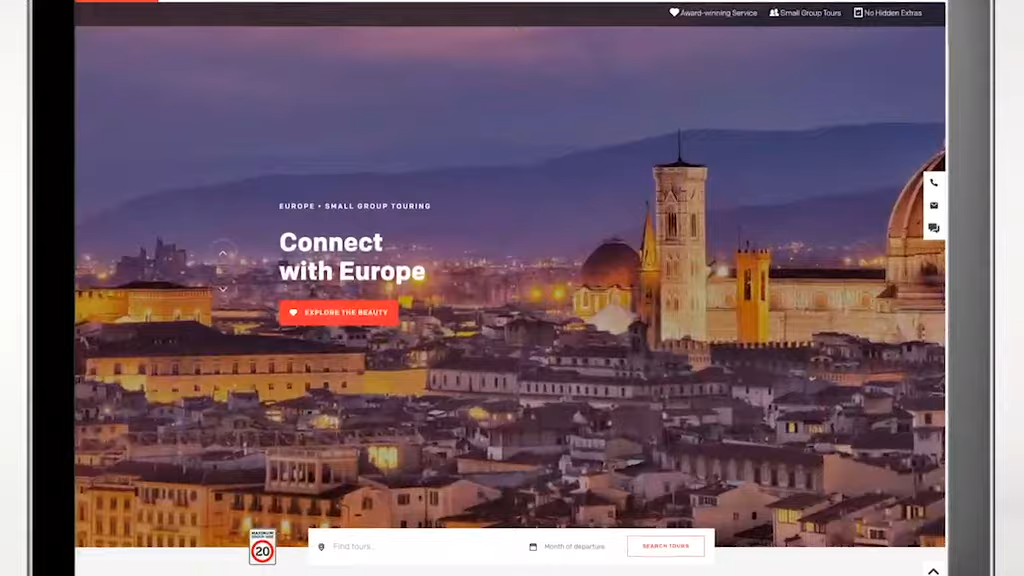 Award-winning Service Small Group Tours No Hidden Extras
EUROPE • SMALL GROUP TOURING
Connect
with Europe
EXPLORE THE BEAUTY
MAXIMUM
20
Find tours...
Month of departure
SEARCH TOURS